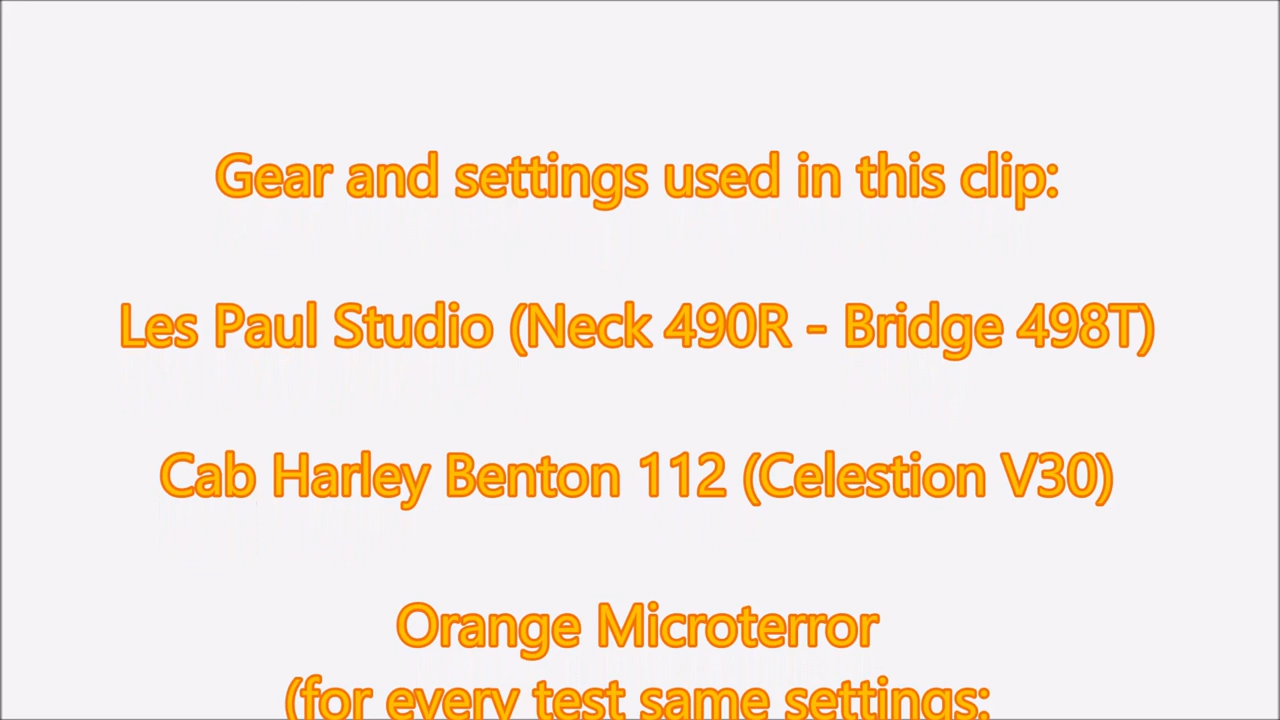 Gear and settings used in this clip:
Les Paul Studio (Neck 490R - Bridge 498T)
Cab Harley Benton 112 (Celestion V30)
Orange Microterror
(for every test same settings: